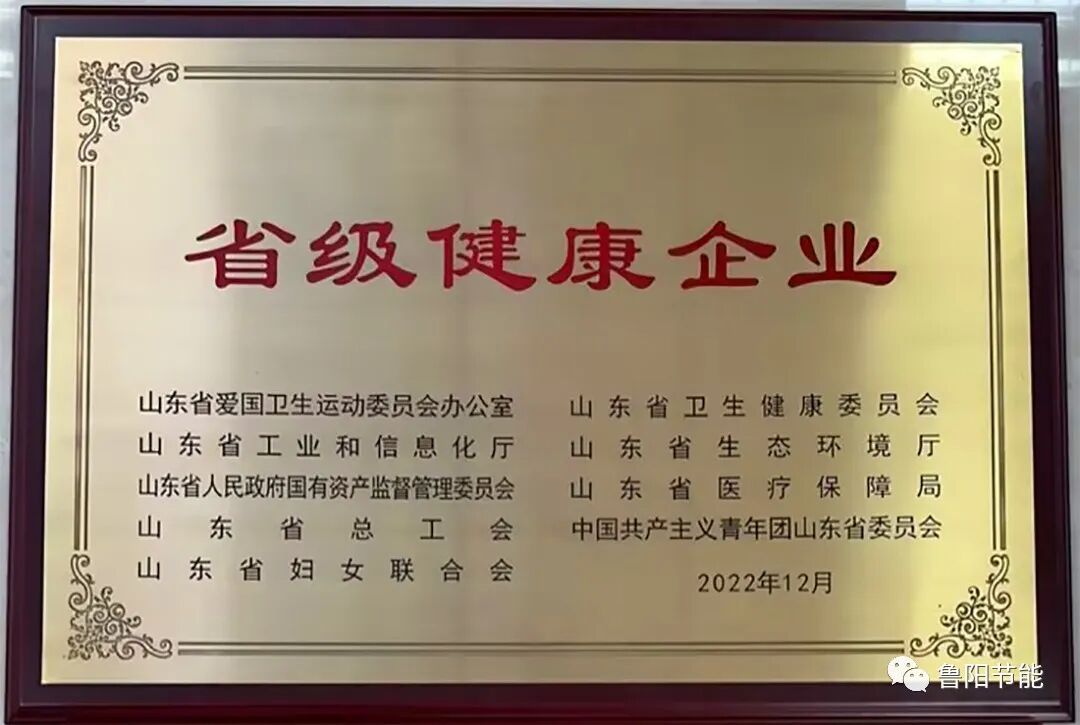 省级健康企业
山东省爱国卫生运动委员会办公室
山东省卫生健康委员会
山东省工业和信息化厅
山东省生态环境厅
山东省人民政府国有资产监督管理委员会
山东省医疗保障局
山东省总工会
中国共产主义青年团山东省委员会
山东省妇女联合会
2022年12月
鲁阳节能